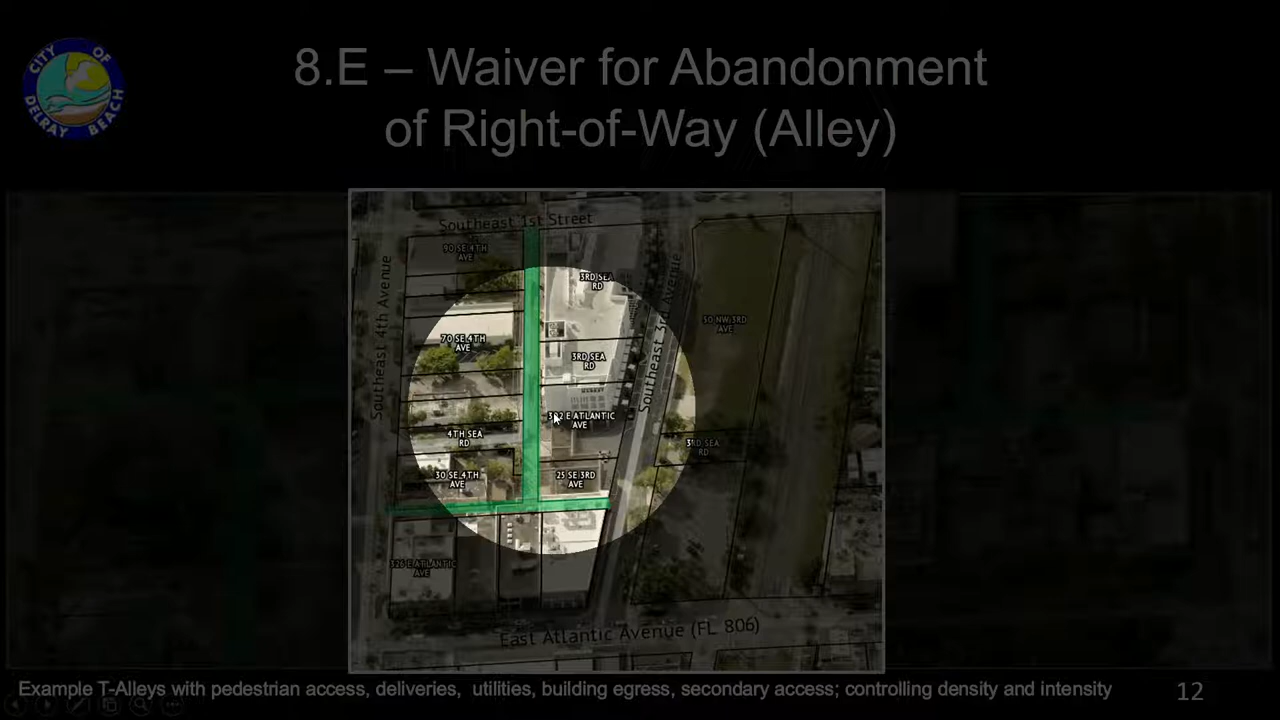 CITY OF
DELRAY BEACH
8.E – Waiver for Abandonment
of Right-of-Way (Alley)
Southeast 1st Street
90 SE 4TH
AVE
Southeast 4th Avenue
3RD SEA
RD
Southeast 3rd Avenue
50 NW 3RD
AVE
70 SE 4TH
AVE
3RD SEA
RD
302 E ATLANTIC
AVE
4TH SEA
RD
3RD SEA
RD
30 SE 4TH
AVE
25 SE 3RD
AVE
326 E ATLANTIC
AVE
East Atlantic Avenue (FL 806)
Example T-Alleys with pedestrian access, deliveries, utilities, building egress, secondary access; controlling density and intensity
12